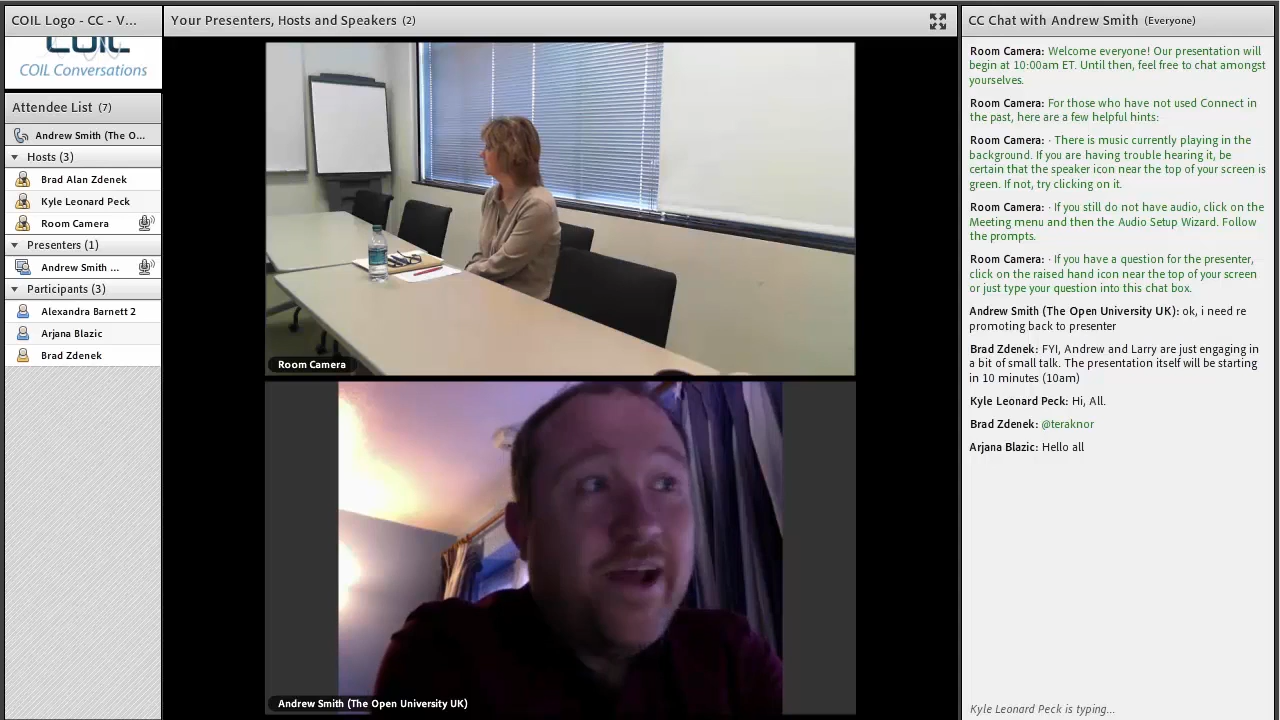 COIL Logo - CC - V...
COIL
COIL Conversations
Attendee List (7)
Andrew Smith (The O...
Hosts (3)
Brad Alan Zdenek
Kyle Leonard Peck
Room Camera
Presenters (1)
Andrew Smith ...
Participants (3)
Alexandra Barnett 2
Arjana Blazic
Brad Zdenek
Your Presenters, Hosts and Speakers (2)
Room Camera
Andrew Smith (The Open University UK)
CC Chat with Andrew Smith (Everyone)
Room Camera: Welcome everyone! Our presentation will
begin at 10:00am ET. Until then, feel free to chat amongst
yourselves.
Room Camera: For those who have not used Connect in
the past, here are a few helpful hints:
Room Camera: · There is music currently playing in the
background. If you are having trouble hearing it, be
certain that the speaker icon near the top of your screen is
green. If not, try clicking on it.
Room Camera: · If you still do not have audio, click on the
Meeting menu and then the Audio Setup Wizard. Follow
the prompts.
Room Camera: · If you have a question for the presenter,
click on the raised hand icon near the top of your screen
or just type your question into this chat box.
Andrew Smith (The Open University UK): ok, i need re
promoting back to presenter
Brad Zdenek: FYI, Andrew and Larry are just engaging in
a bit of small talk. The presentation itself will be starting
in 10 minutes (10am)
Kyle Leonard Peck: Hi, All.
Brad Zdenek: @teraknor
Arjana Blazic: Hello all
Kyle Leonard Peck is typing...